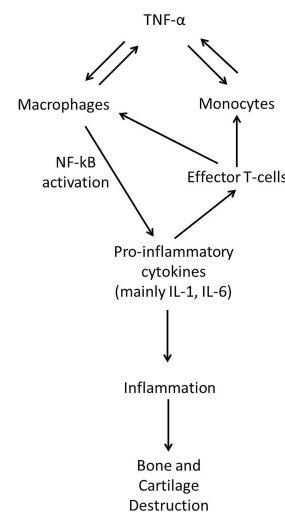 TNF-α
Macrophages
Monocytes
NF-kB
activation
Effector T-cells
Pro-inflammatory
cytokines
(mainly IL-1, IL-6)
Inflammation
Bone and
Cartilage
Destruction